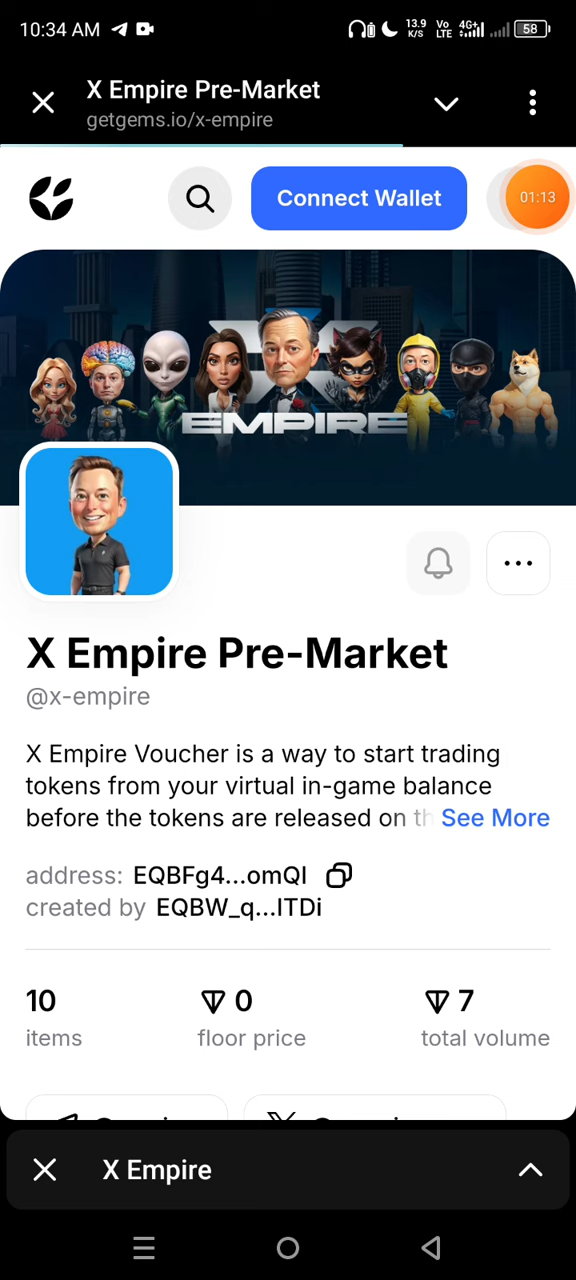 10:34 AM
13.9 K/S Vo LTE 4G+ 58
X Empire Pre-Market
getgems.io/x-empire
Connect Wallet
01:13
X
EMPIRE
X Empire Pre-Market
@x-empire
X Empire Voucher is a way to start trading
tokens from your virtual in-game balance
before the tokens are released on th See More
address: EQBFg4...omQI
created by EQBW_q...ITDi
10 0 7
items floor price total volume
X Empire